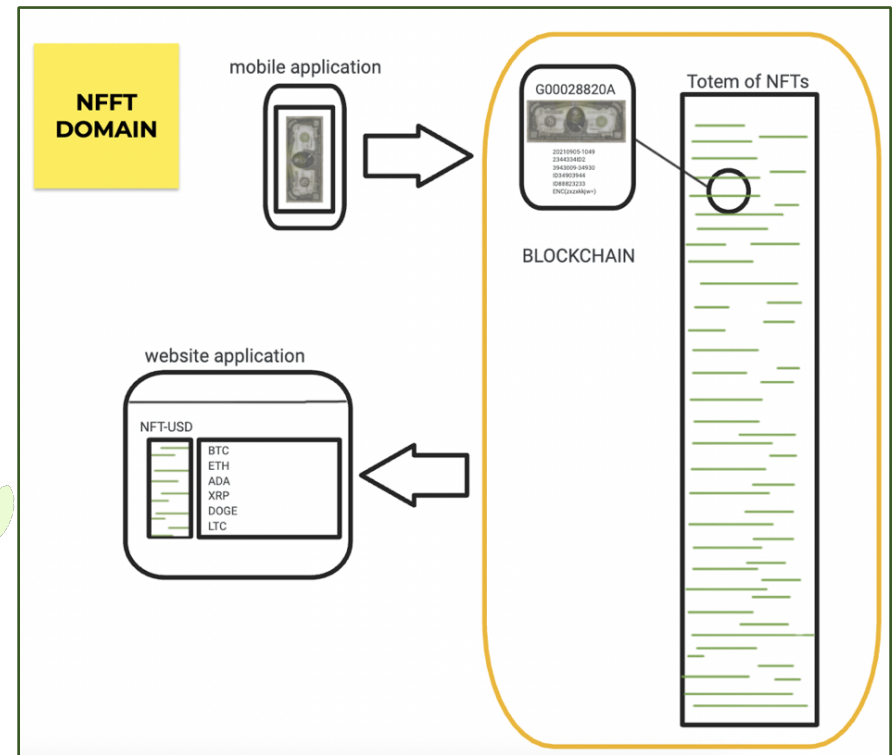 NFFT
DOMAIN
mobile application
G00028820A
20210905-1049
2344334ID2
3943009-34930
ID34903944
ID88823233
ENC(zxzxkkjw=)
Totem of NFTs
BLOCKCHAIN
website application
NFT-USD
BTC
ETH
ADA
XRP
DOGE
LTC